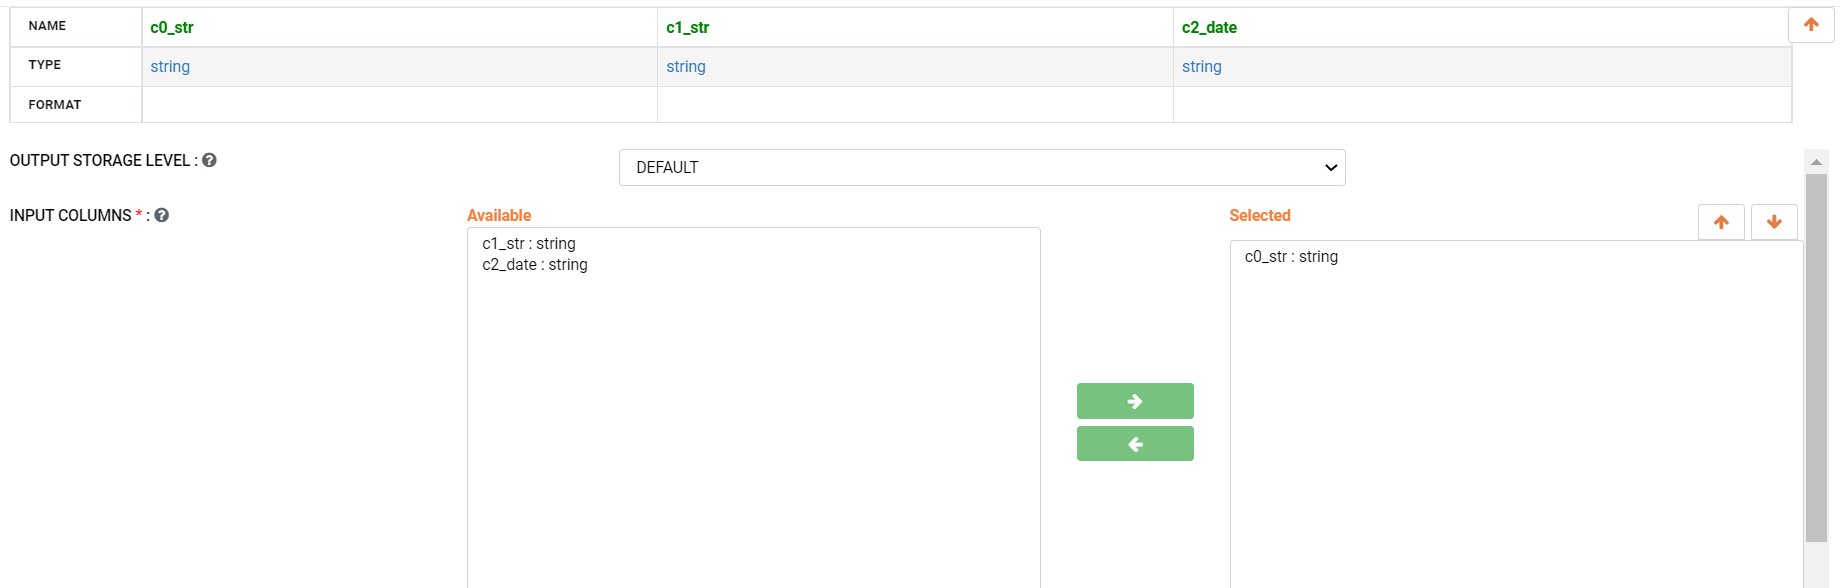 NAME c0_str c1_str c2_date
TYPE string string string
FORMAT
OUTPUT STORAGE LEVEL : ? DEFAULT
INPUT COLUMNS * : ? Available Selected
c1_str : string
c2_date : string
c0_str : string